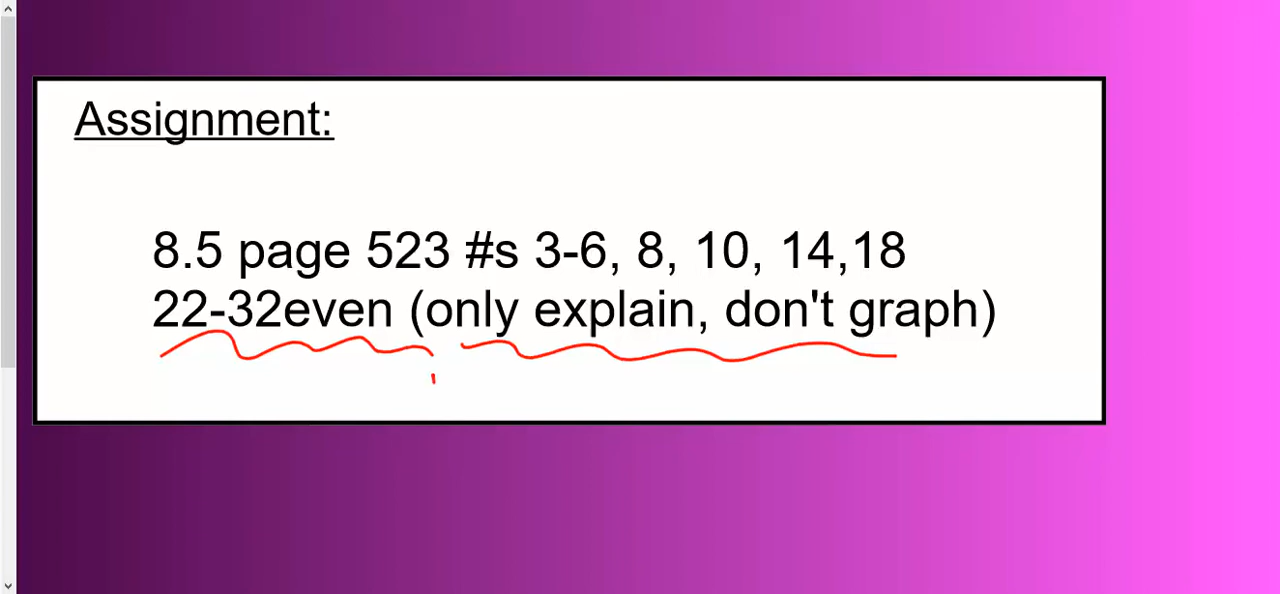 Assignment:
8.5 page 523 #s 3-6, 8, 10, 14,18
22-32even (only explain, don't graph)